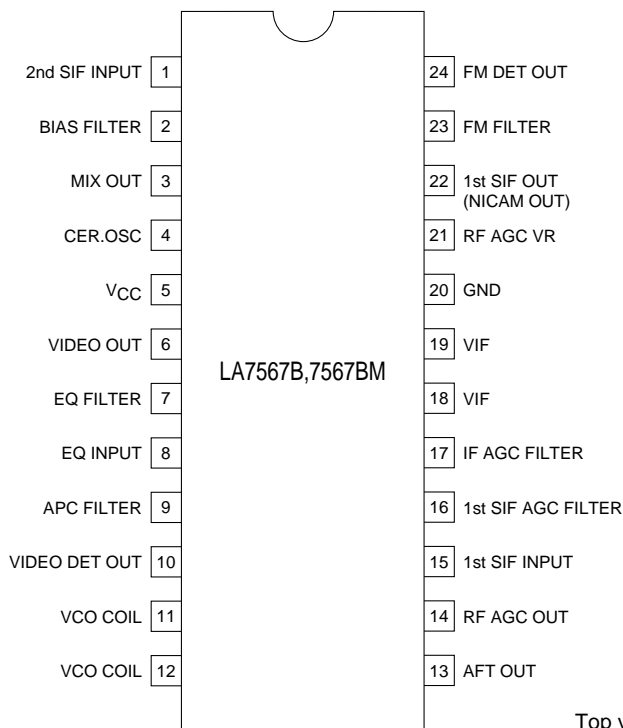 2nd SIF INPUT 1
24 FM DET OUT
BIAS FILTER 2
23 FM FILTER
MIX OUT 3
22 1st SIF OUT
(NICAM OUT)
CER.OSC 4
21 RF AGC VR
VCC 5
20 GND
VIDEO OUT 6
19 VIF
LA7567B,7567BM
EQ FILTER 7
18 VIF
EQ INPUT 8
17 IF AGC FILTER
APC FILTER 9
16 1st SIF AGC FILTER
VIDEO DET OUT 10
15 1st SIF INPUT
VCO COIL 11
14 RF AGC OUT
VCO COIL 12
13 AFT OUT
Top v